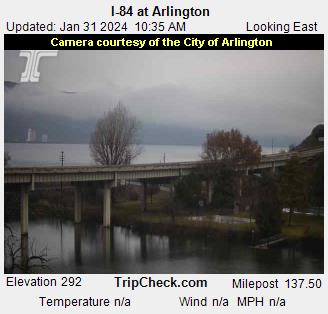 I-84 at Arlington
Updated: Jan 31 2024 10:35 AM Looking East
Camera courtesy of the City of Arlington
Elevation 292 TripCheck.com Milepost 137.50
Temperature n/a Wind n/a MPH n/a